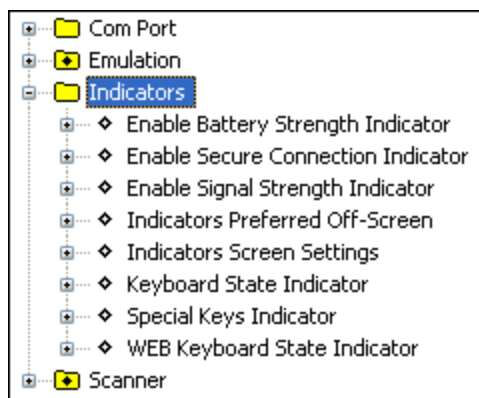 Com Port
Emulation
Indicators
Enable Battery Strength Indicator
Enable Secure Connection Indicator
Enable Signal Strength Indicator
Indicators Preferred Off-Screen
Indicators Screen Settings
Keyboard State Indicator
Special Keys Indicator
WEB Keyboard State Indicator
Scanner